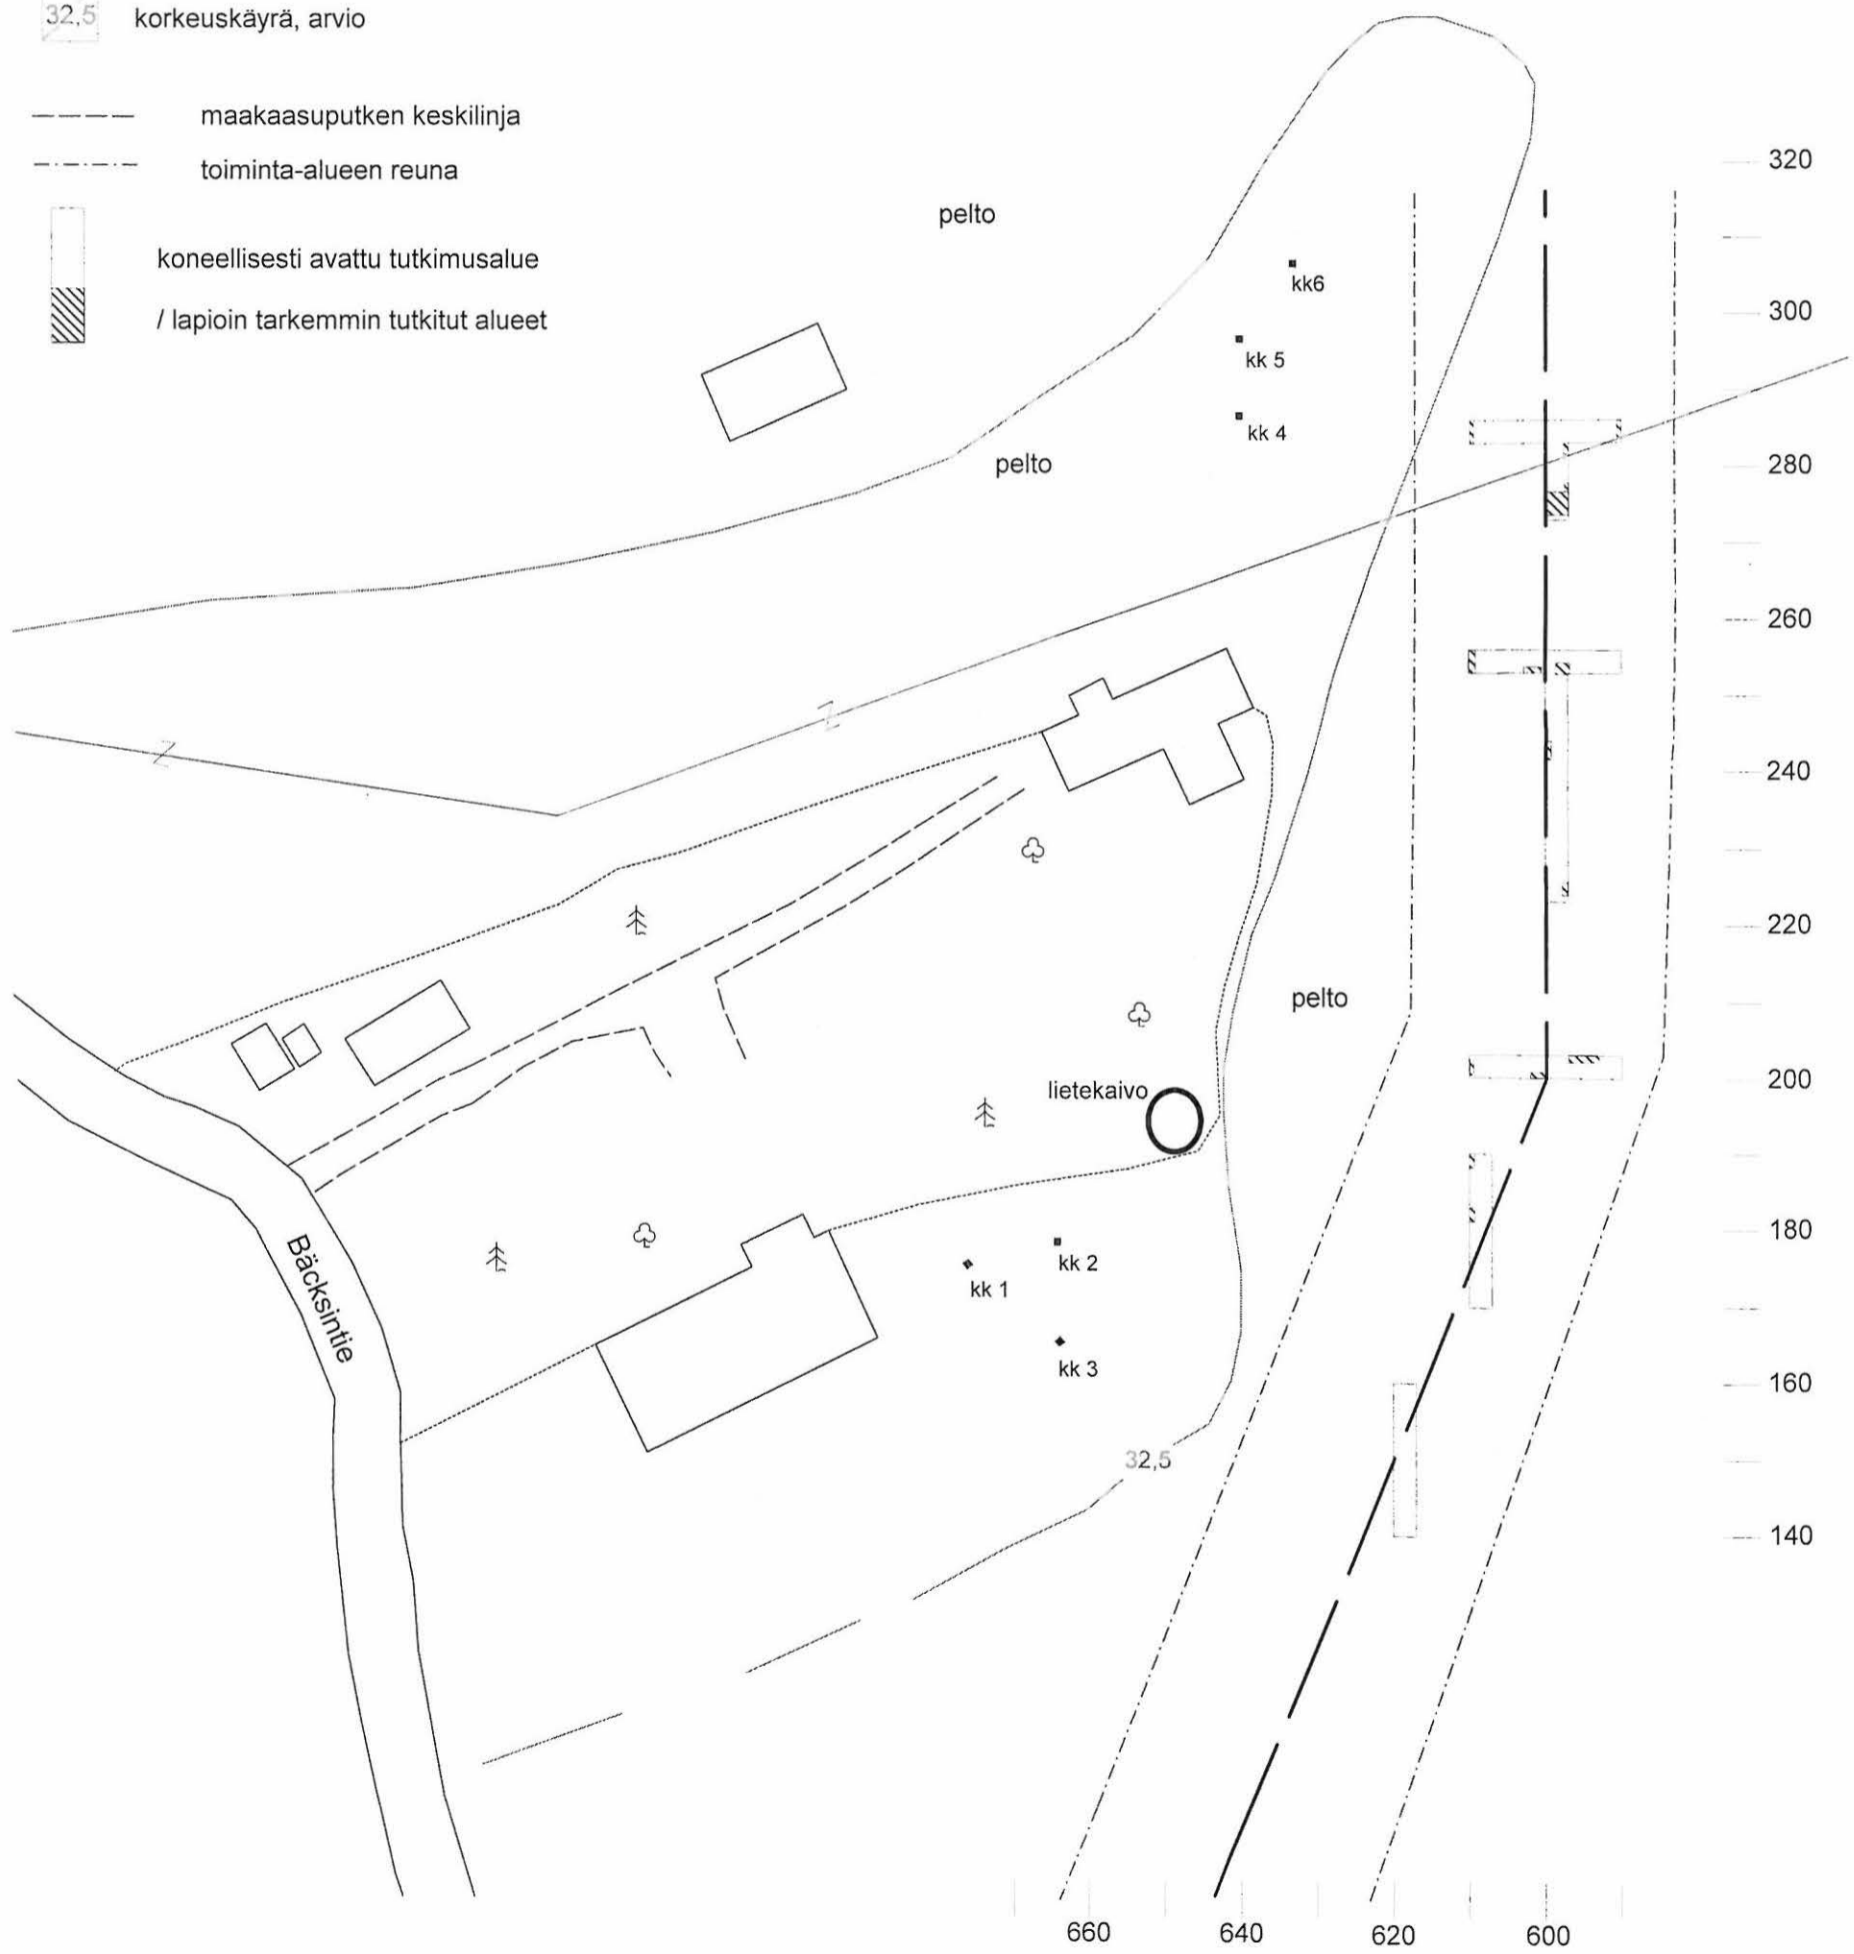 32,5 korkeuskäyrä, arvio
maakaasuputken keskilinja
toiminta-alueen reuna
koneellisesti avattu tutkimusalue
/ lapioin tarkemmin tutkitut alueet
pelto
kk6
kk 5
kk 4
pelto
pelto
lietekaivo
kk 2
kk 1
kk 3
Bäcksintie
32,5
320
300
280
260
240
220
200
180
160
140
660 640 620 600